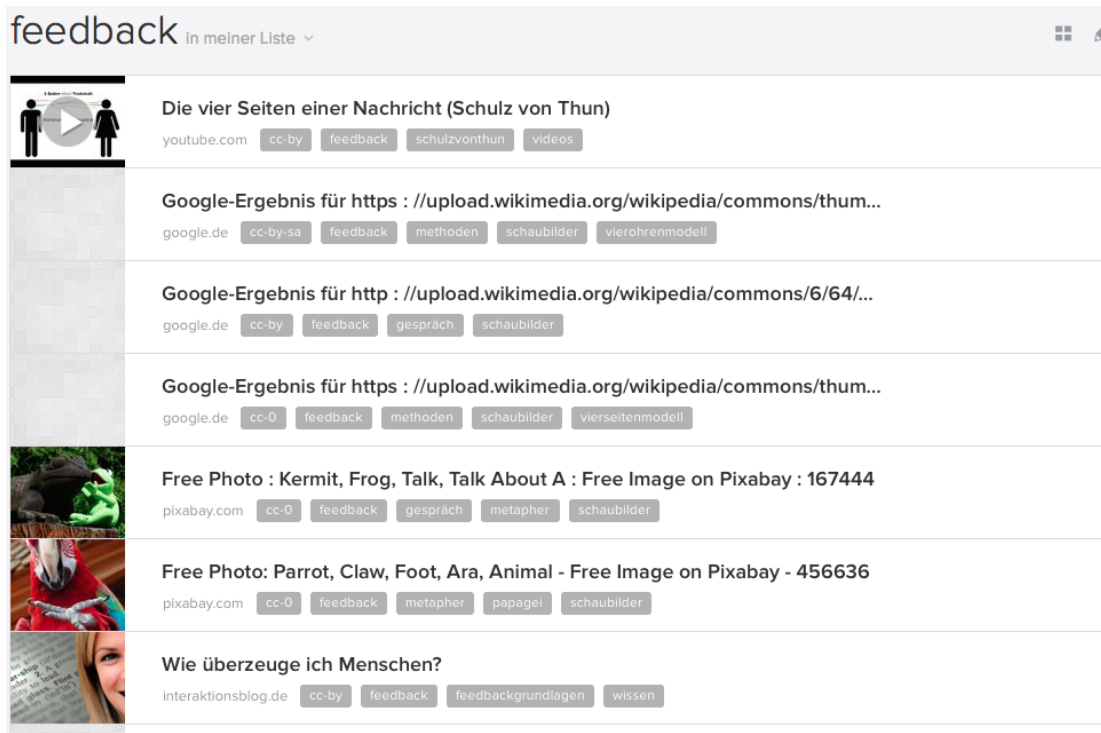 feedback in meiner Liste
Die vier Seiten einer Nachricht (Schulz von Thun)
youtube.com cc-by feedback schulzvonthun videos
Google-Ergebnis für https : //upload.wikimedia.org/wikipedia/commons/thum...
google.de cc-by-sa feedback methoden schaubilder vierohrenmodell
Google-Ergebnis für http : //upload.wikimedia.org/wikipedia/commons/6/64/...
google.de cc-by feedback gespräch schaubilder
Google-Ergebnis für https : //upload.wikimedia.org/wikipedia/commons/thum...
google.de cc-0 feedback methoden schaubilder vierseitenmodell
Free Photo : Kermit, Frog, Talk, Talk About A : Free Image on Pixabay : 167444
pixabay.com cc-0 feedback gespräch metapher schaubilder
Free Photo: Parrot, Claw, Foot, Ara, Animal - Free Image on Pixabay - 456636
pixabay.com cc-0 feedback metapher papagei schaubilder
Wie überzeuge ich Menschen?
interaktionsblog.de cc-by feedback feedbackgrundlagen wissen